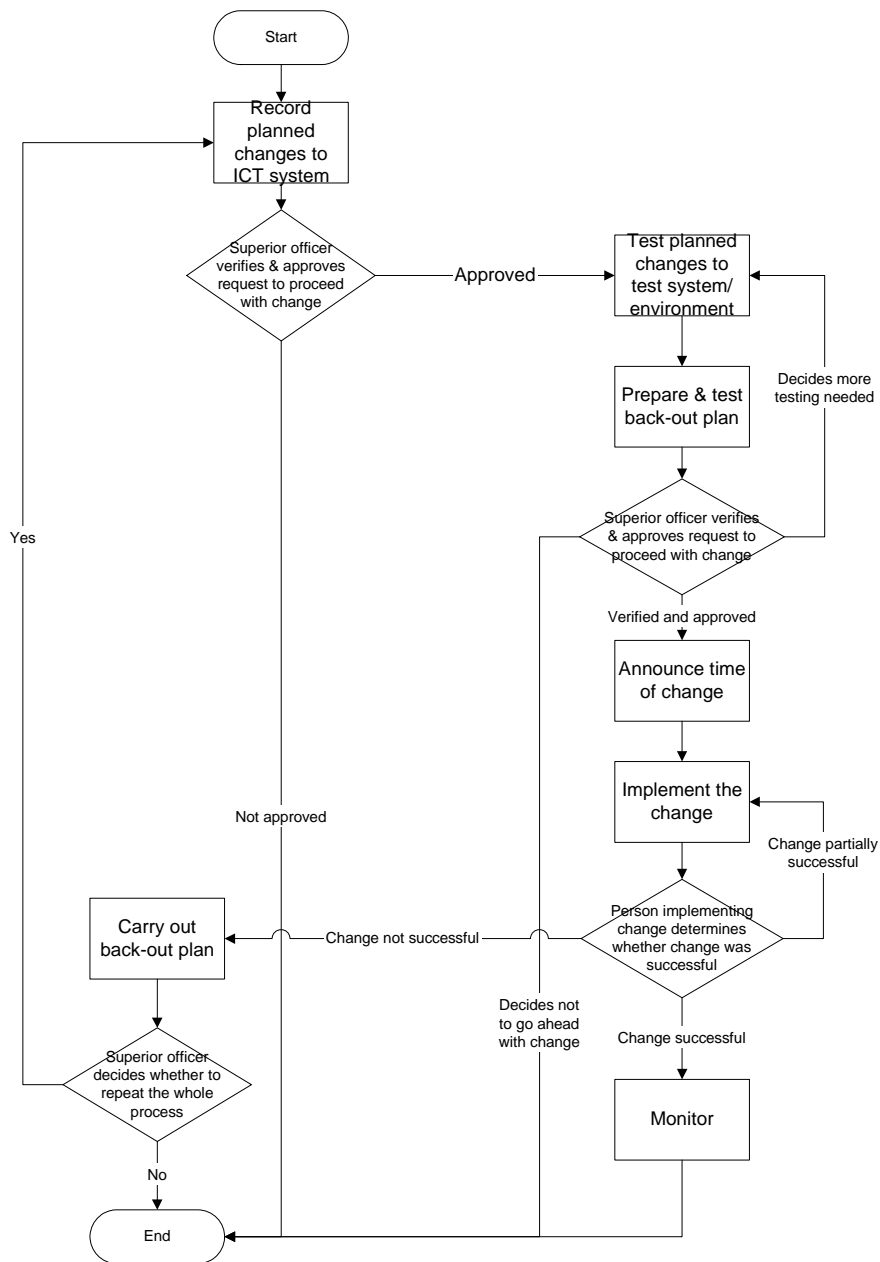 Start
Record
planned
changes to
ICT system
Superior officer
verifies & approves
request to proceed
with change
Approved
Test planned
changes to
test system/
environment
Prepare & test
back-out plan
Decides more
testing needed
Superior officer verifies
& approves request to
proceed with change
Yes
Verified and approved
Announce time
of change
Implement the
change
Not approved
Change partially
successful
Person implementing
change determines
whether change was
successful
Change not successful
Carry out
back-out plan
Decides not
to go ahead
with change
Change successful
Superior officer
decides whether to
repeat the whole
process
Monitor
No
End